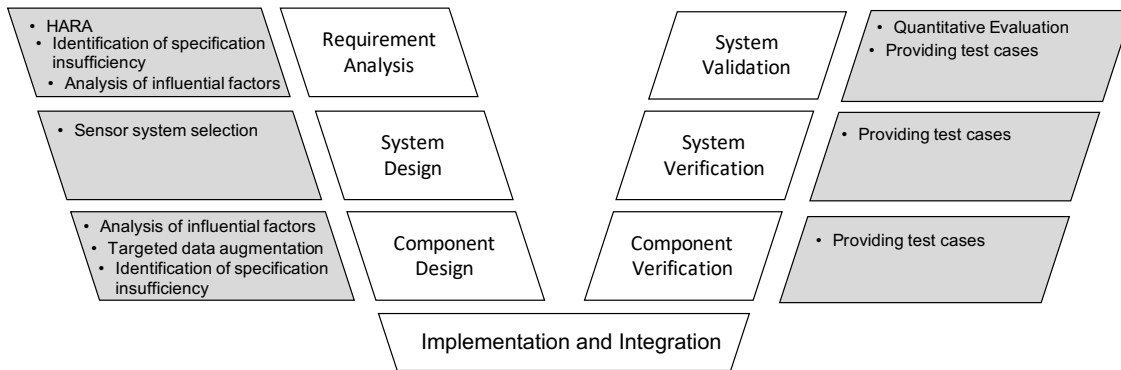 • HARA
• Identification of specification
insufficiency
• Analysis of influential factors
Requirement
Analysis
System
Validation
• Quantitative Evaluation
• Providing test cases
• Sensor system selection
System
Design
System
Verification
• Providing test cases
• Analysis of influential factors
• Targeted data augmentation
• Identification of specification
insufficiency
Component
Design
Component
Verification
• Providing test cases
Implementation and Integration